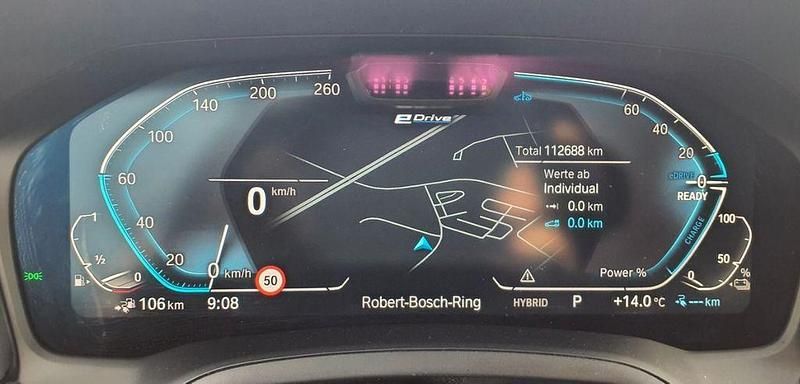 260
200
140
100
60
40
20
0 km/h
0 km/h
50
1
1/2
0
106 km
9:08
eDrive
Total 112688 km
Werte ab
Individual
0.0 km
0.0 km
Robert-Bosch-Ring
HYBRID
P
+14.0 °C
--- km
60
40
20
0
eDRIVE
READY
CHARGE
Power %
100
50
%
0